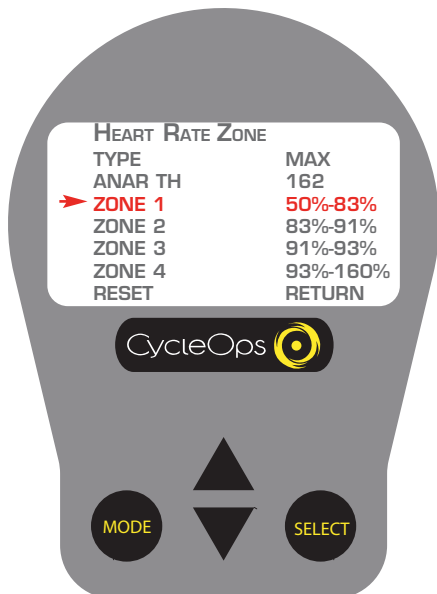 Heart Rate Zone
TYPE MAX
ANAR TH 162
ZONE 1 50%-83%
ZONE 2 83%-91%
ZONE 3 91%-93%
ZONE 4 93%-160%
RESET RETURN
CycleOps
MODE SELECT